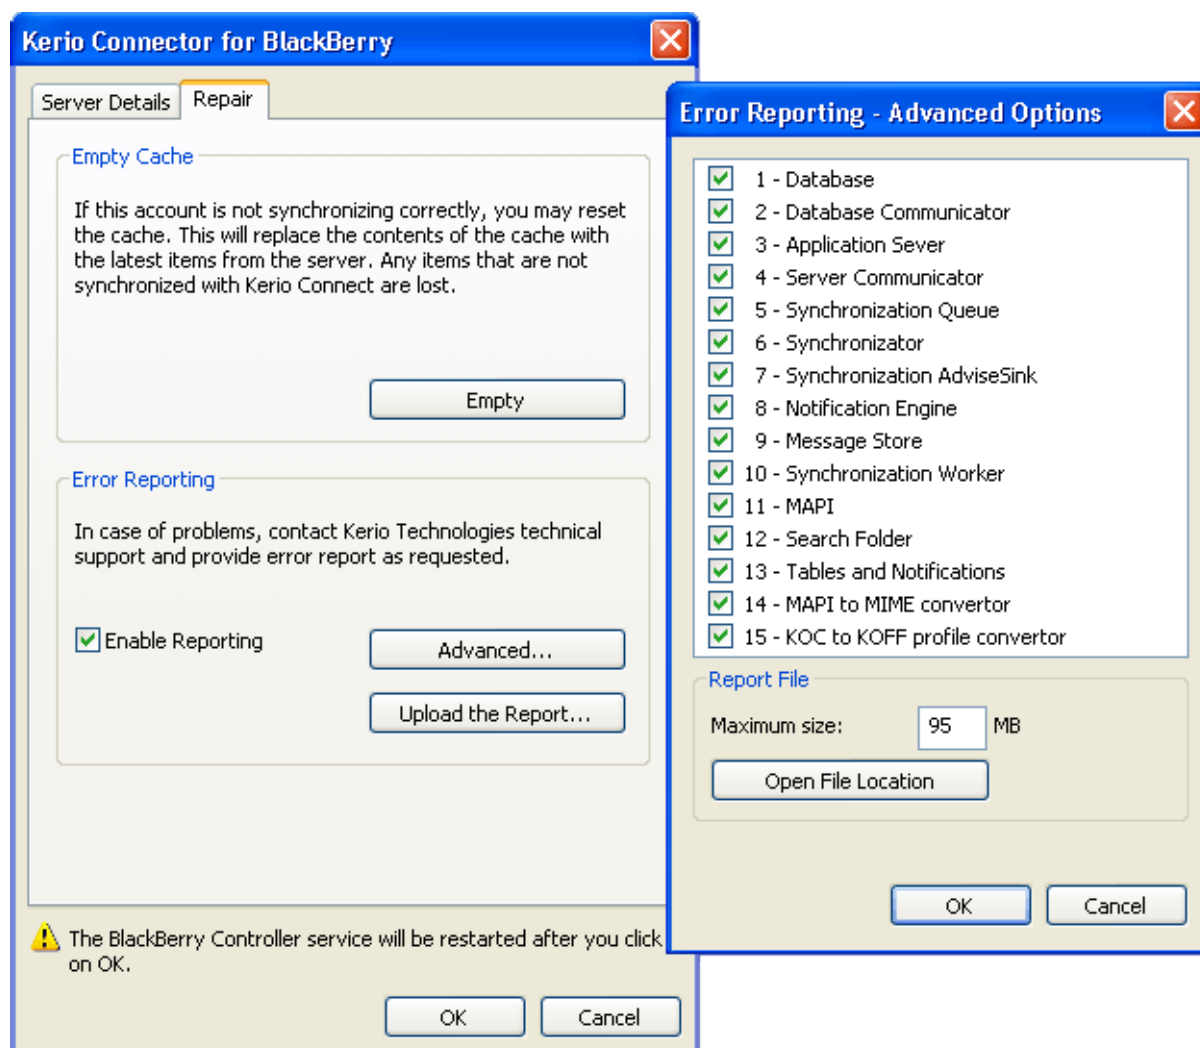 Kerio Connector for BlackBerry
Server Details
Repair
Empty Cache
If this account is not synchronizing correctly, you may reset
the cache. This will replace the contents of the cache with
the latest items from the server. Any items that are not
synchronized with Kerio Connect are lost.
Empty
Error Reporting
In case of problems, contact Kerio Technologies technical
support and provide error report as requested.
Enable Reporting
Advanced...
Upload the Report...
The BlackBerry Controller service will be restarted after you click
on OK.
OK
Cancel
Error Reporting - Advanced Options
1 - Database
2 - Database Communicator
3 - Application Sever
4 - Server Communicator
5 - Synchronization Queue
6 - Synchronizator
7 - Synchronization AdviseSink
8 - Notification Engine
9 - Message Store
10 - Synchronization Worker
11 - MAPI
12 - Search Folder
13 - Tables and Notifications
14 - MAPI to MIME convertor
15 - KOC to KOFF profile convertor
Report File
Maximum size: 95 MB
Open File Location
OK
Cancel